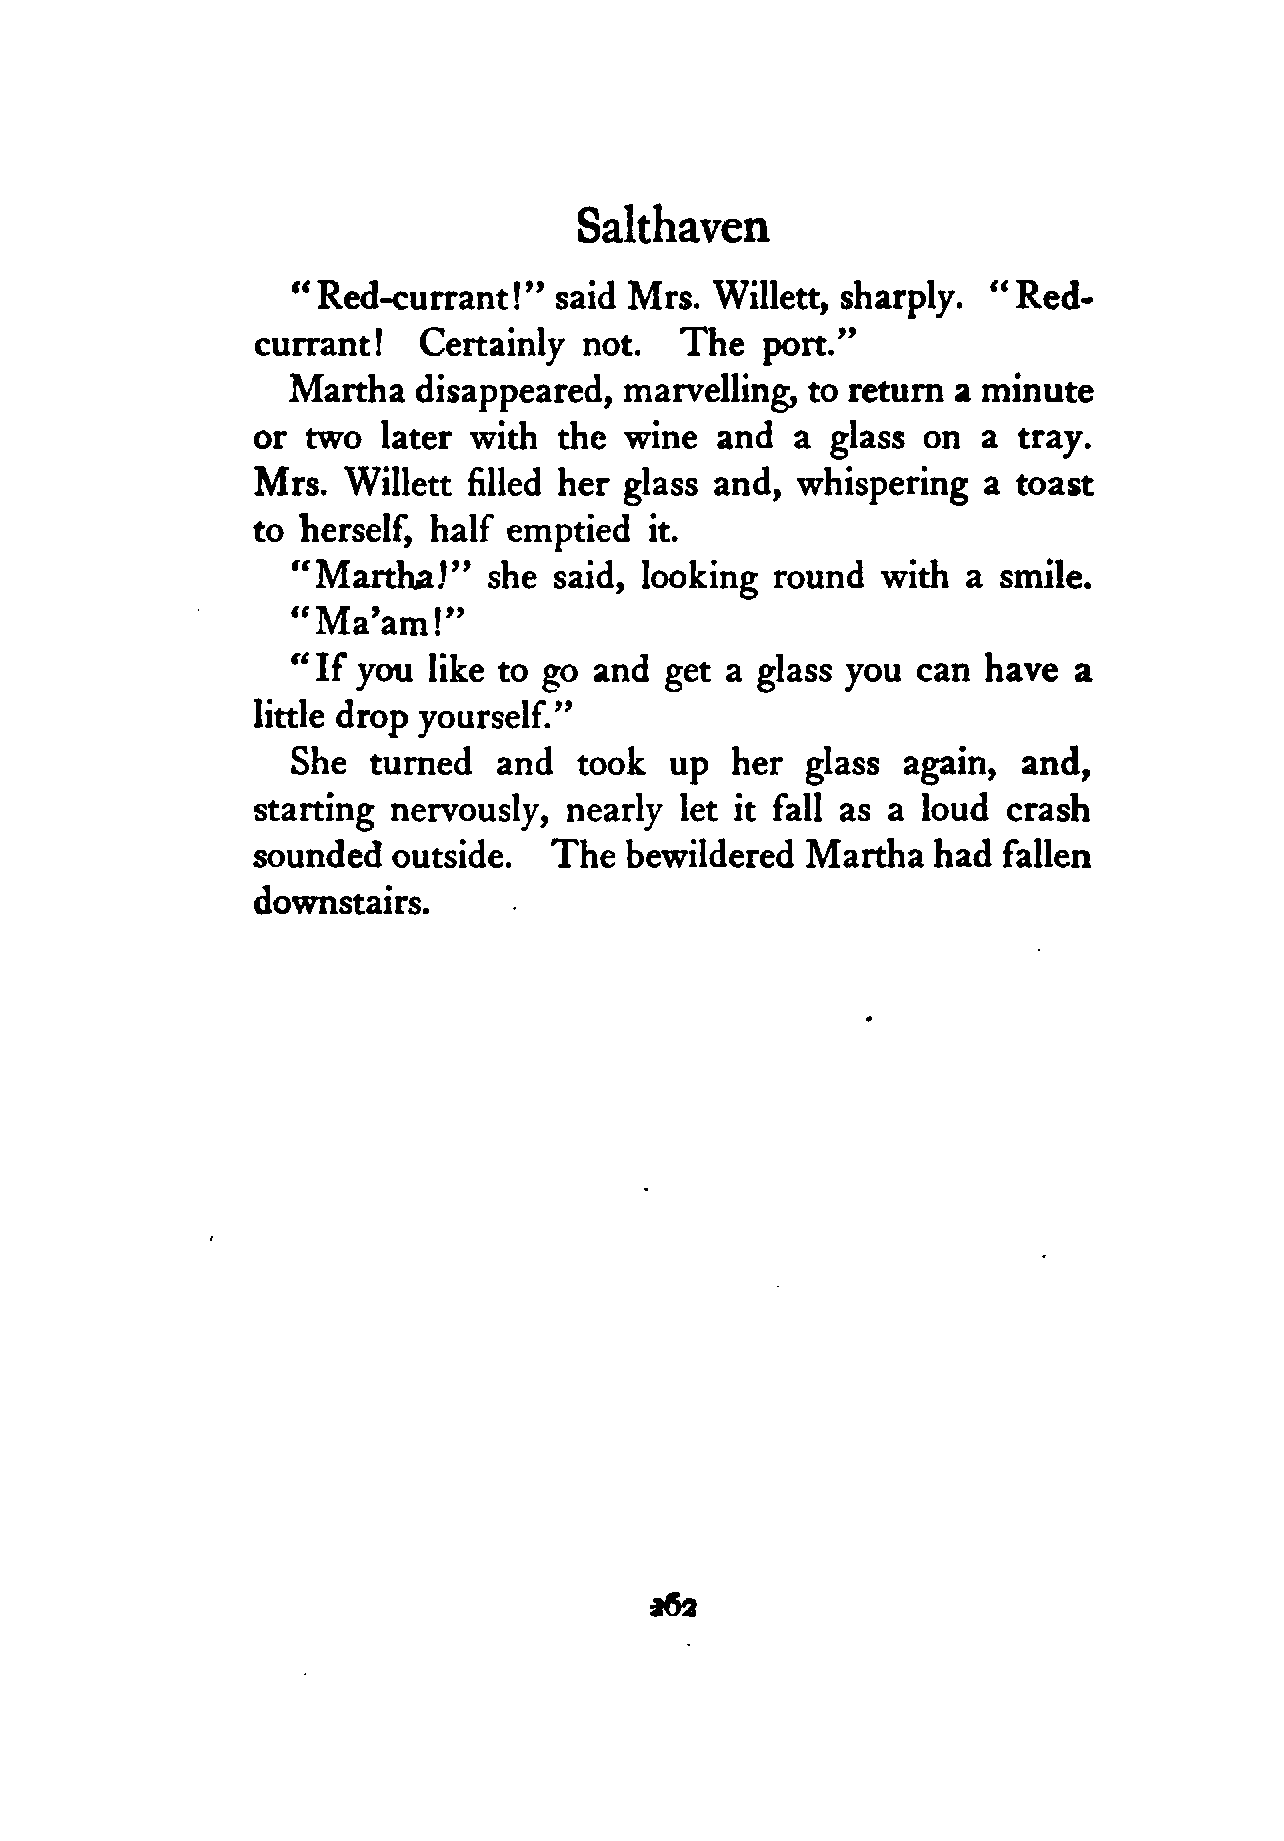 Salthaven
"Red-currant!" said Mrs. Willett, sharply. "Red-
currant! Certainly not. The port."
Martha disappeared, marvelling, to return a minute
or two later with the wine and a glass on a tray.
Mrs. Willett filled her glass and, whispering a toast
to herself, half emptied it.
"Martha!" she said, looking round with a smile.
"Ma'am!"
"If you like to go and get a glass you can have a
little drop yourself."
She turned and took up her glass again, and,
starting nervously, nearly let it fall as a loud crash
sounded outside. The bewildered Martha had fallen
downstairs.
262